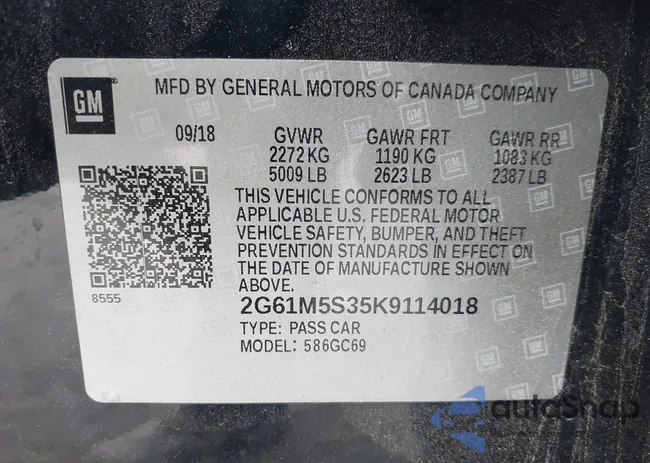 GM
MFD BY GENERAL MOTORS OF CANADA COMPANY
09/18 GVWR GAWR FRT GAWR RR
2272 KG 1190 KG 1083 KG
5009 LB 2623 LB 2387 LB
THIS VEHICLE CONFORMS TO ALL
APPLICABLE U.S. FEDERAL MOTOR
VEHICLE SAFETY, BUMPER, AND THEFT
PREVENTION STANDARDS IN EFFECT ON
THE DATE OF MANUFACTURE SHOWN
ABOVE.
8555
2G61M5S35K9114018
TYPE: PASS CAR
MODEL: 586GC69
autoSnap